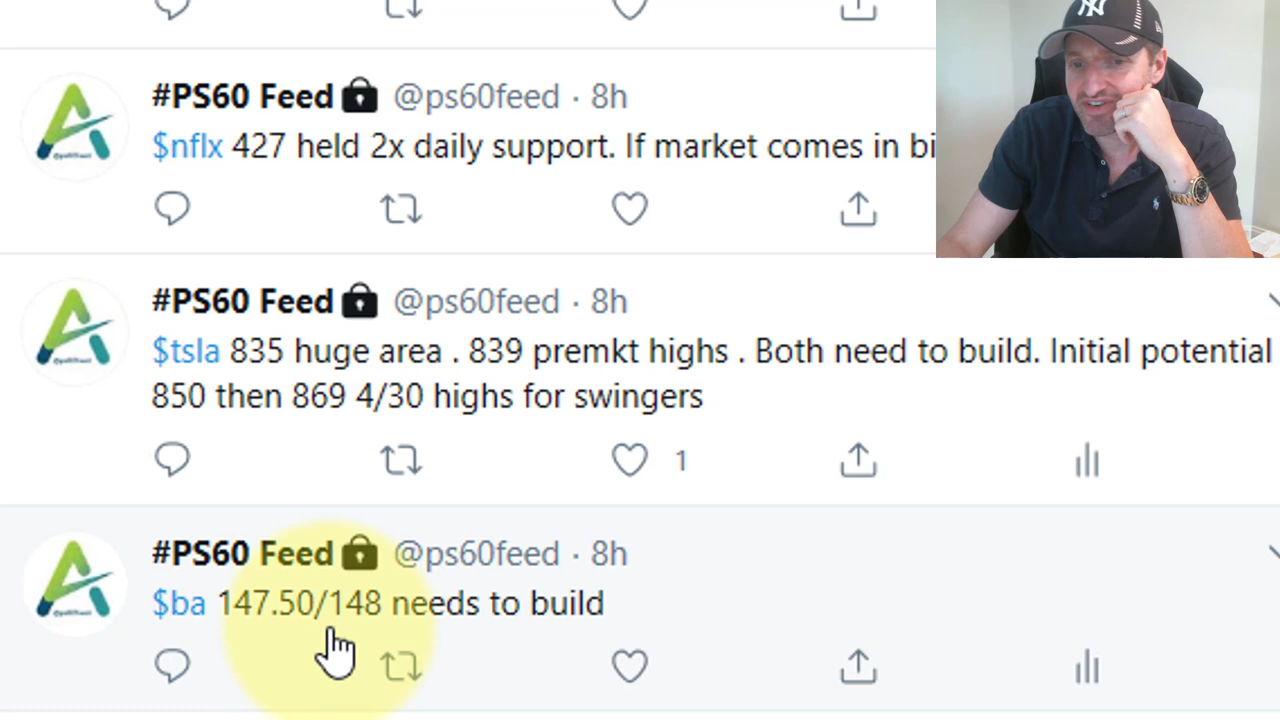 #PS60 Feed @ps60feed · 8h
$nflx 427 held 2x daily support. If market comes in bi
#PS60 Feed @ps60feed · 8h
$tsla 835 huge area . 839 premkt highs . Both need to build. Initial potential
850 then 869 4/30 highs for swingers
1
#PS60 Feed @ps60feed · 8h
$ba 147.50/148 needs to build
NY